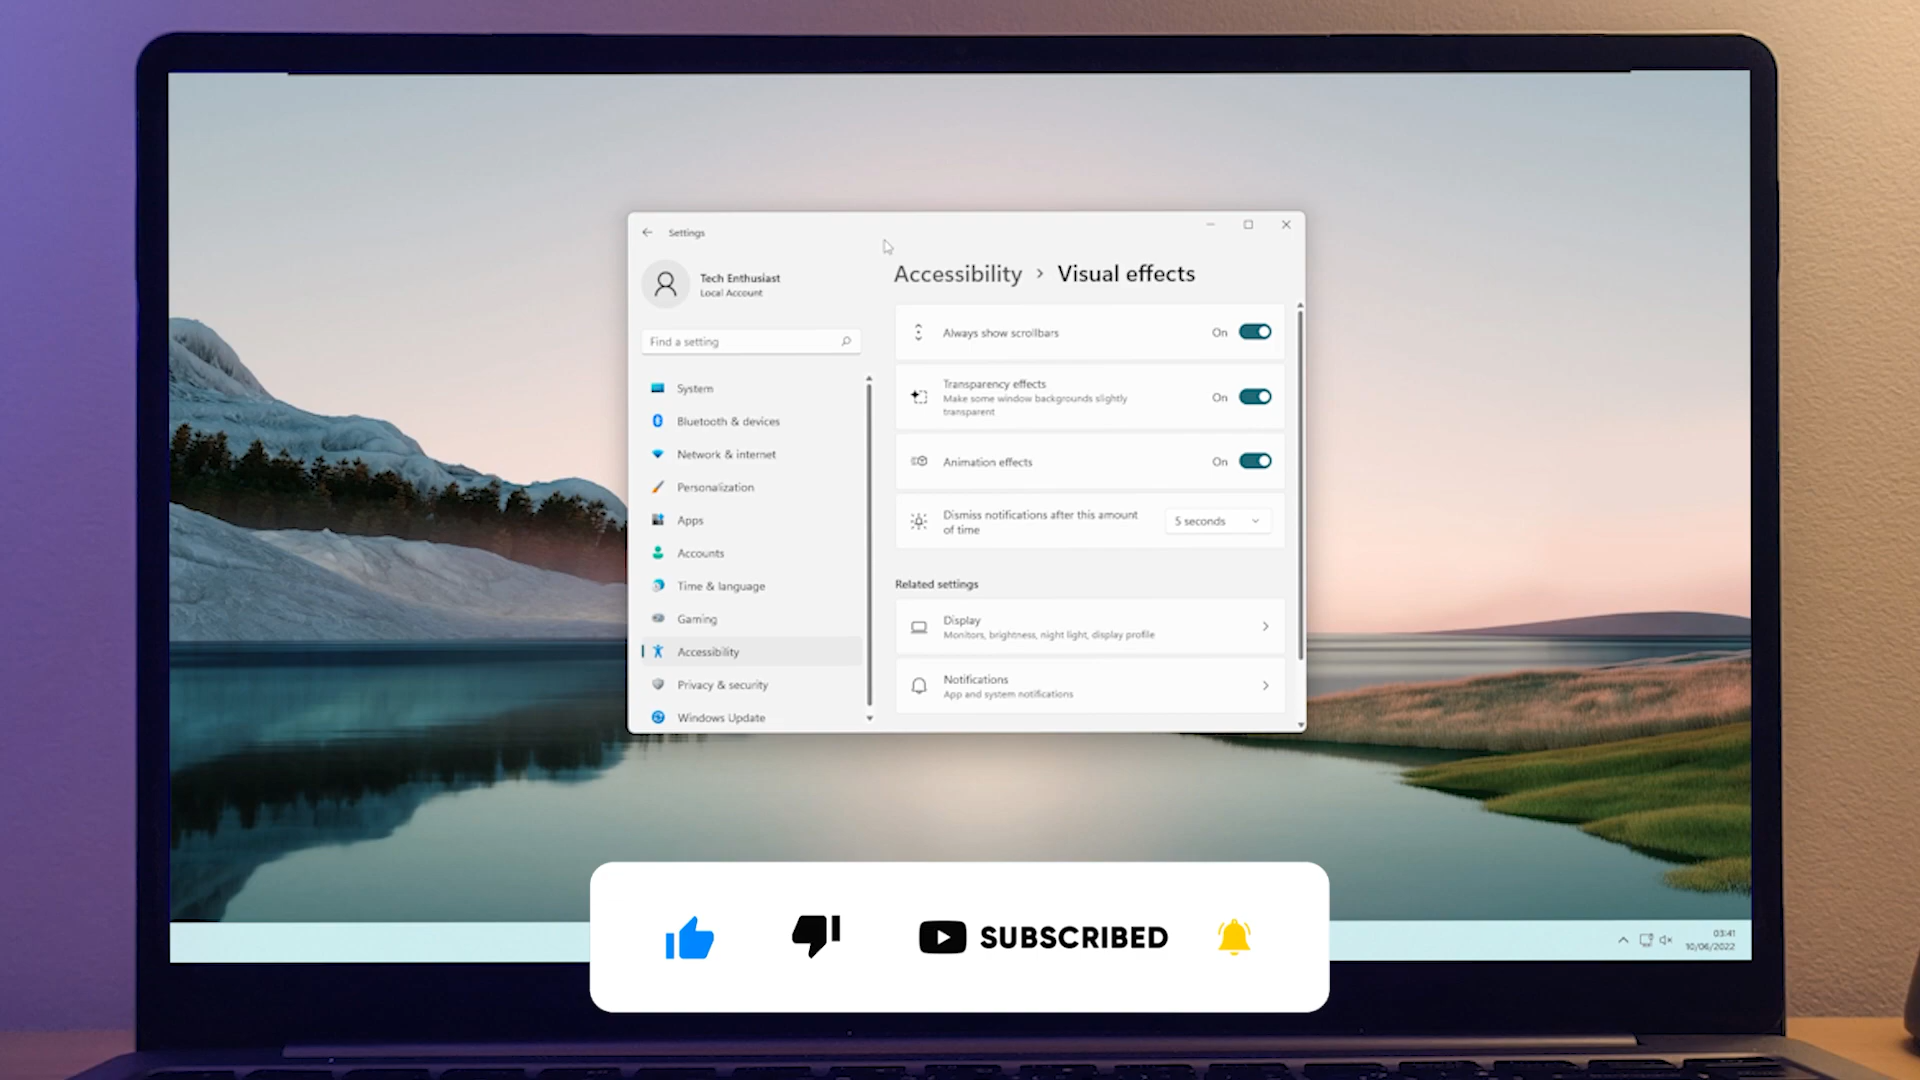 Settings
Tech Enthusiast
Local Account
Find a setting
System
Bluetooth & devices
Network & internet
Personalization
Apps
Accounts
Time & language
Gaming
Accessibility
Privacy & security
Windows Update
Accessibility > Visual effects
Always show scrollbars On
Transparency effects
Make some window backgrounds slightly
transparent
On
Animation effects On
Dismiss notifications after this amount
of time
5 seconds
Related settings
Display
Monitors, brightness, night light, display profile
Notifications
App and system notifications
SUBSCRIBED
03:41
10/06/2022